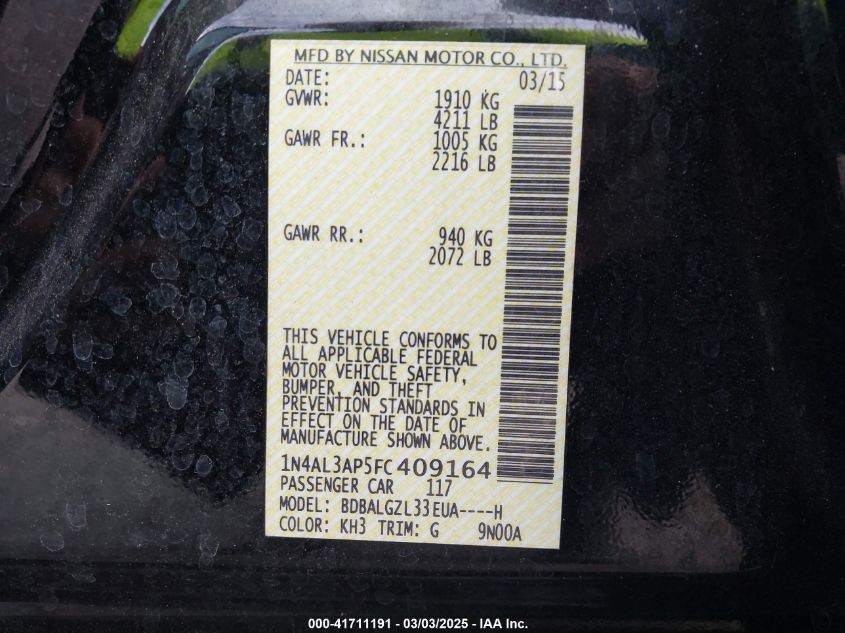 MFD BY NISSAN MOTOR CO., LTD.
DATE: 03/15
GVWR: 1910 KG
4211 LB
GAWR FR.: 1005 KG
2216 LB
GAWR RR.: 940 KG
2072 LB
THIS VEHICLE CONFORMS TO
ALL APPLICABLE FEDERAL
MOTOR VEHICLE SAFETY,
BUMPER, AND THEFT
PREVENTION STANDARDS IN
EFFECT ON THE DATE OF
MANUFACTURE SHOWN ABOVE.
1N4AL3AP5FC409164
PASSENGER CAR 117
MODEL: BDBALGZL33EUA----H
COLOR: KH3 TRIM: G 9N00A
000-41711191 - 03/03/2025 - IAA Inc.